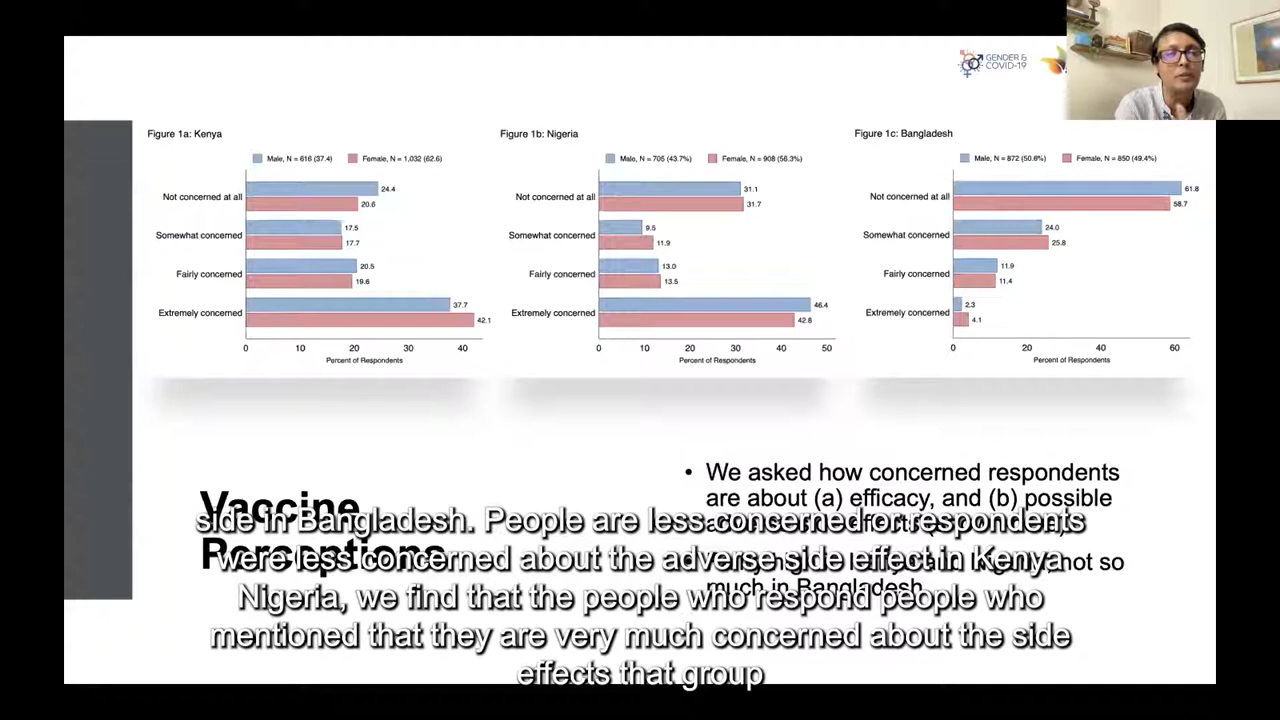 GENDER &
COVID-19
Figure 1a: Kenya
Male, N = 616 (37.4) Female, N = 1,032 (62.6)
Not concerned at all 24.4
20.6
Somewhat concerned 17.5
17.7
Fairly concerned 20.5
19.6
Extremely concerned 37.7
42.1
0 20 40
Percent of Respondents
Figure 1b: Nigeria
Male, N = 705 (43.7%) Female, N = 908 (56.3%)
Not concerned at all 31.1
31.7
Somewhat concerned 9.5
11.9
Fairly concerned 13.0
13.5
Extremely concerned 46.4
42.8
0 10 20 30 40 50
Percent of Respondents
Figure 1c: Bangladesh
Male, N = 872 (50.6%) Female, N = 850 (49.4%)
Not concerned at all 61.8
58.7
Somewhat concerned 24.0
25.8
Fairly concerned 11.9
11.4
Extremely concerned 2.3
4.1
0 20 40 60
Percent of Respondents
Vaccine
Perceptions
• We asked how concerned respondents
are about (a) efficacy, and (b) possible
not so
much in Bangladesh
side in Bangladesh. People are less concerned or respondents
were less concerned about the adverse side effect in Kenya
Nigeria, we find that the people who respond people who
mentioned that they are very much concerned about the side
effects that group